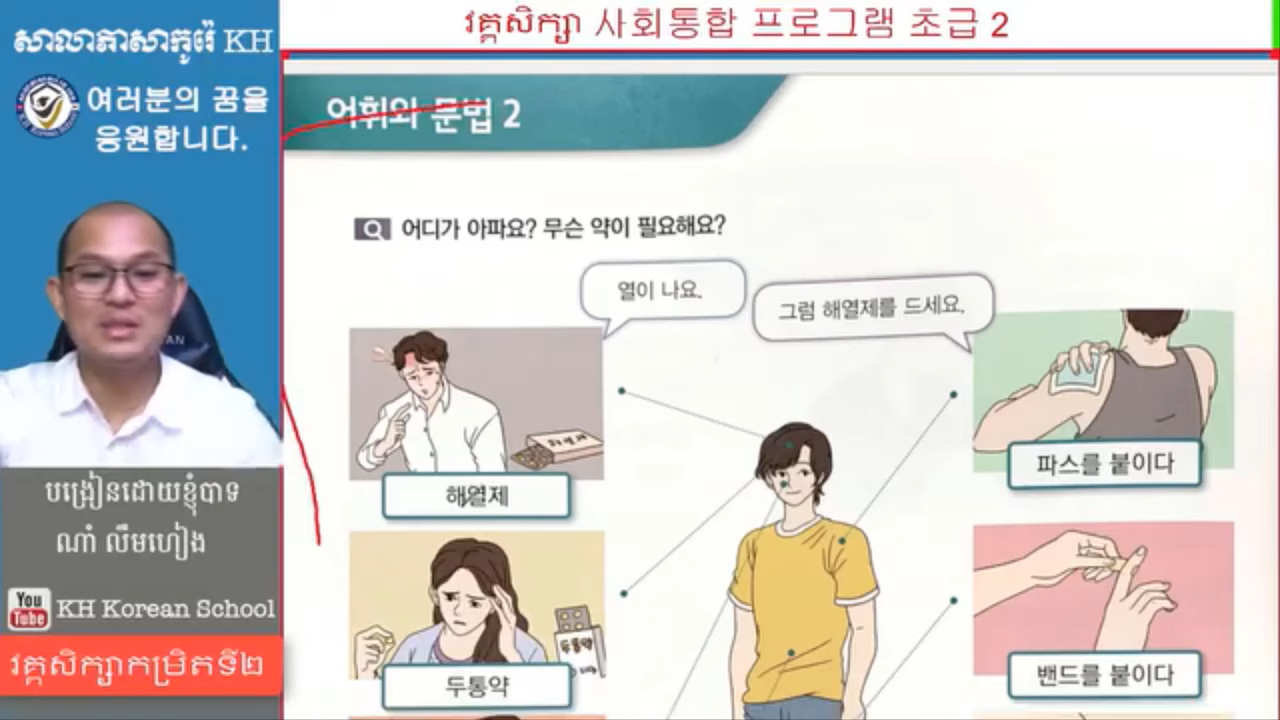 វគ្គសិក្សា 사회통합 프로그램 초급 2
សាលាភាសាកូរ៉េ KH
여러분의 꿈을
응원합니다.
어휘와 문법 2
Q 어디가 아파요? 무슨 약이 필요해요?
열이 나요.
그럼 해열제를 드세요.
해열제
파스를 붙이다
두통약
두통약
밴드를 붙이다
បង្រៀនដោយខ្ញុំបាទ
ណាំ លឹមហៀង
You
Tube
KH Korean School
វគ្គសិក្សាកម្រិតទី២